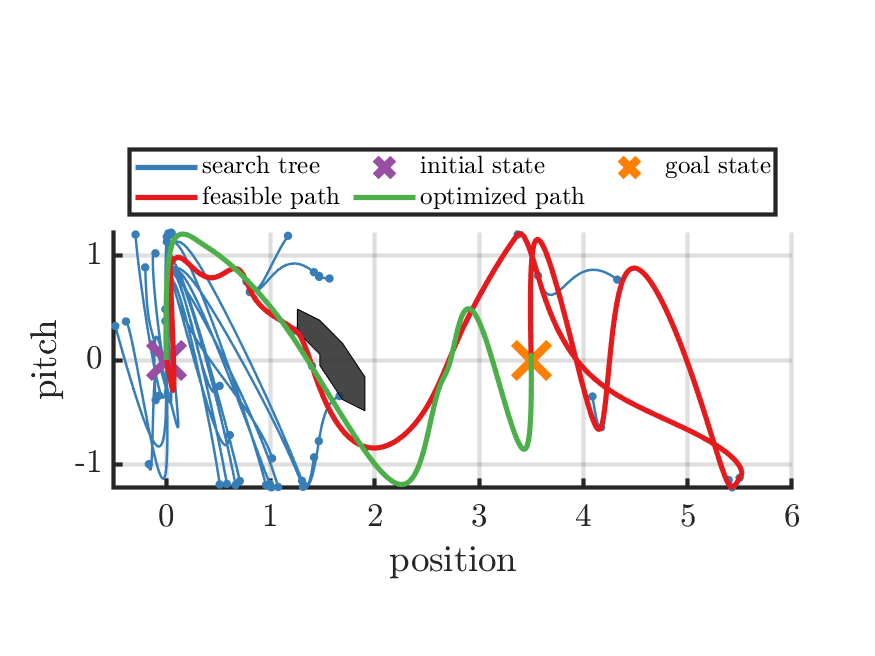 search tree initial state goal state
feasible path optimized path
1
0
-1
pitch
0 1 2 3 4 5 6
position